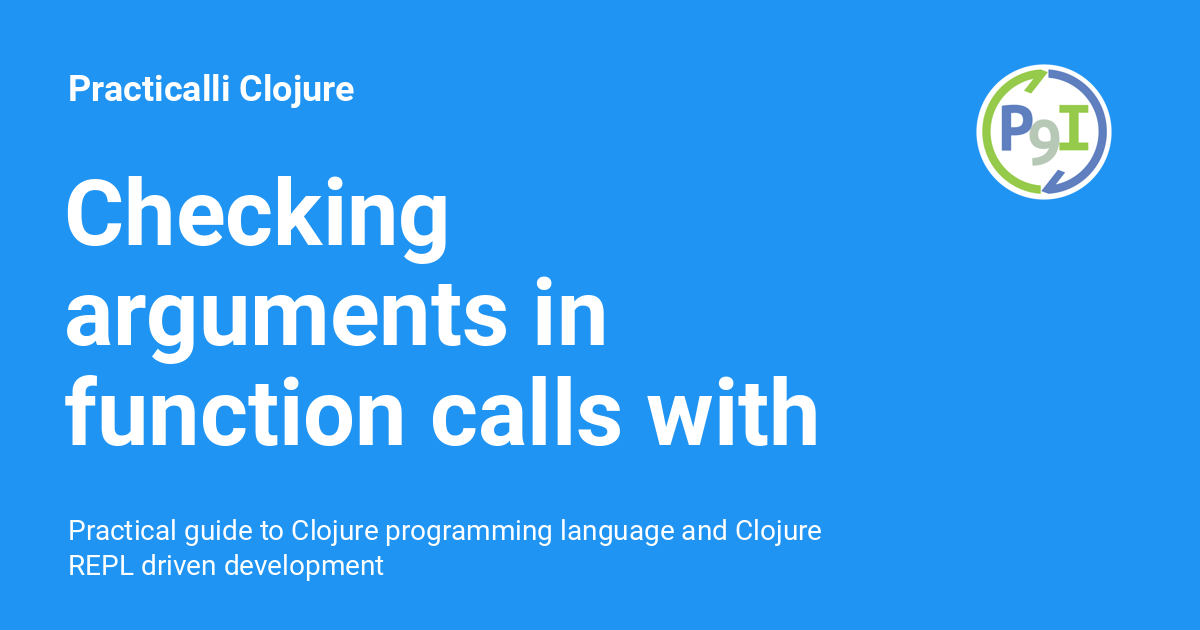 Practicalli Clojure
P9I
Checking
arguments in
function calls with
Practical guide to Clojure programming language and Clojure
REPL driven development